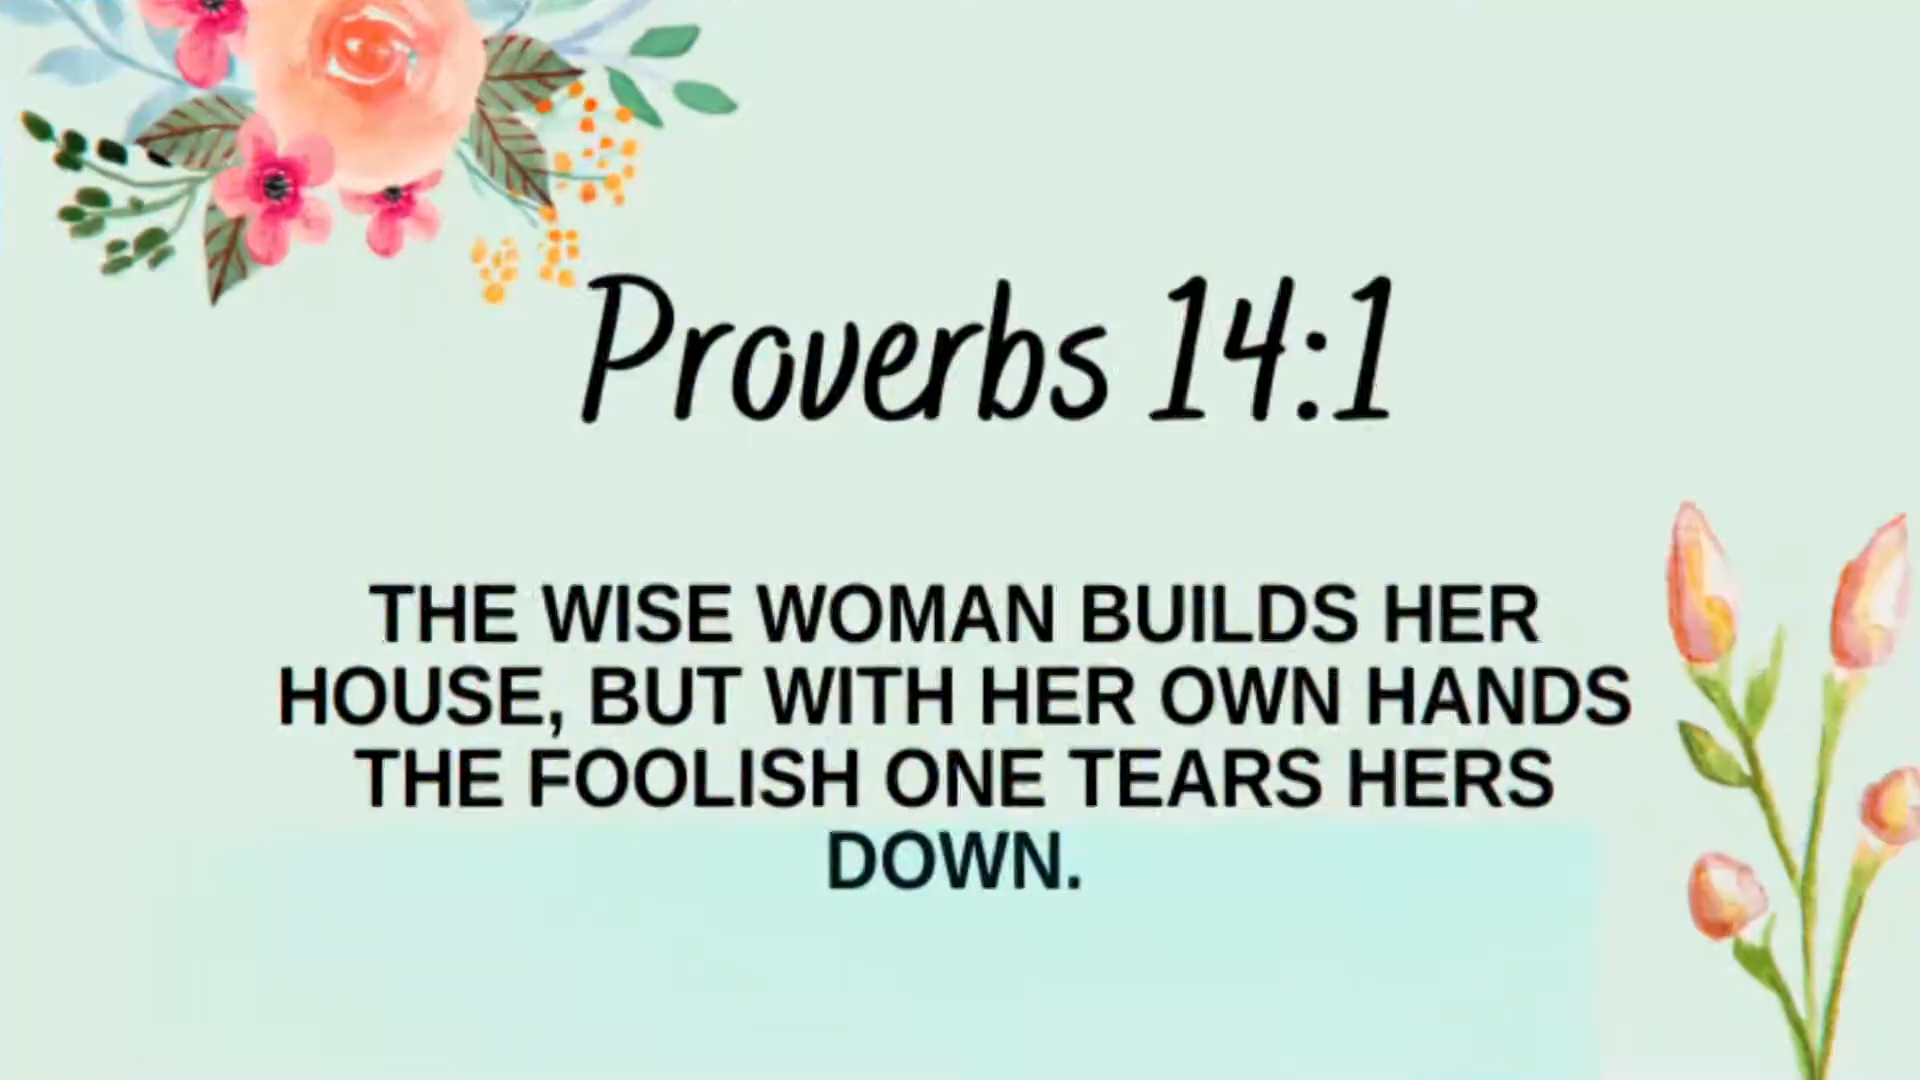 Proverbs 14:1
THE WISE WOMAN BUILDS HER
HOUSE, BUT WITH HER OWN HANDS
THE FOOLISH ONE TEARS HERS
DOWN.